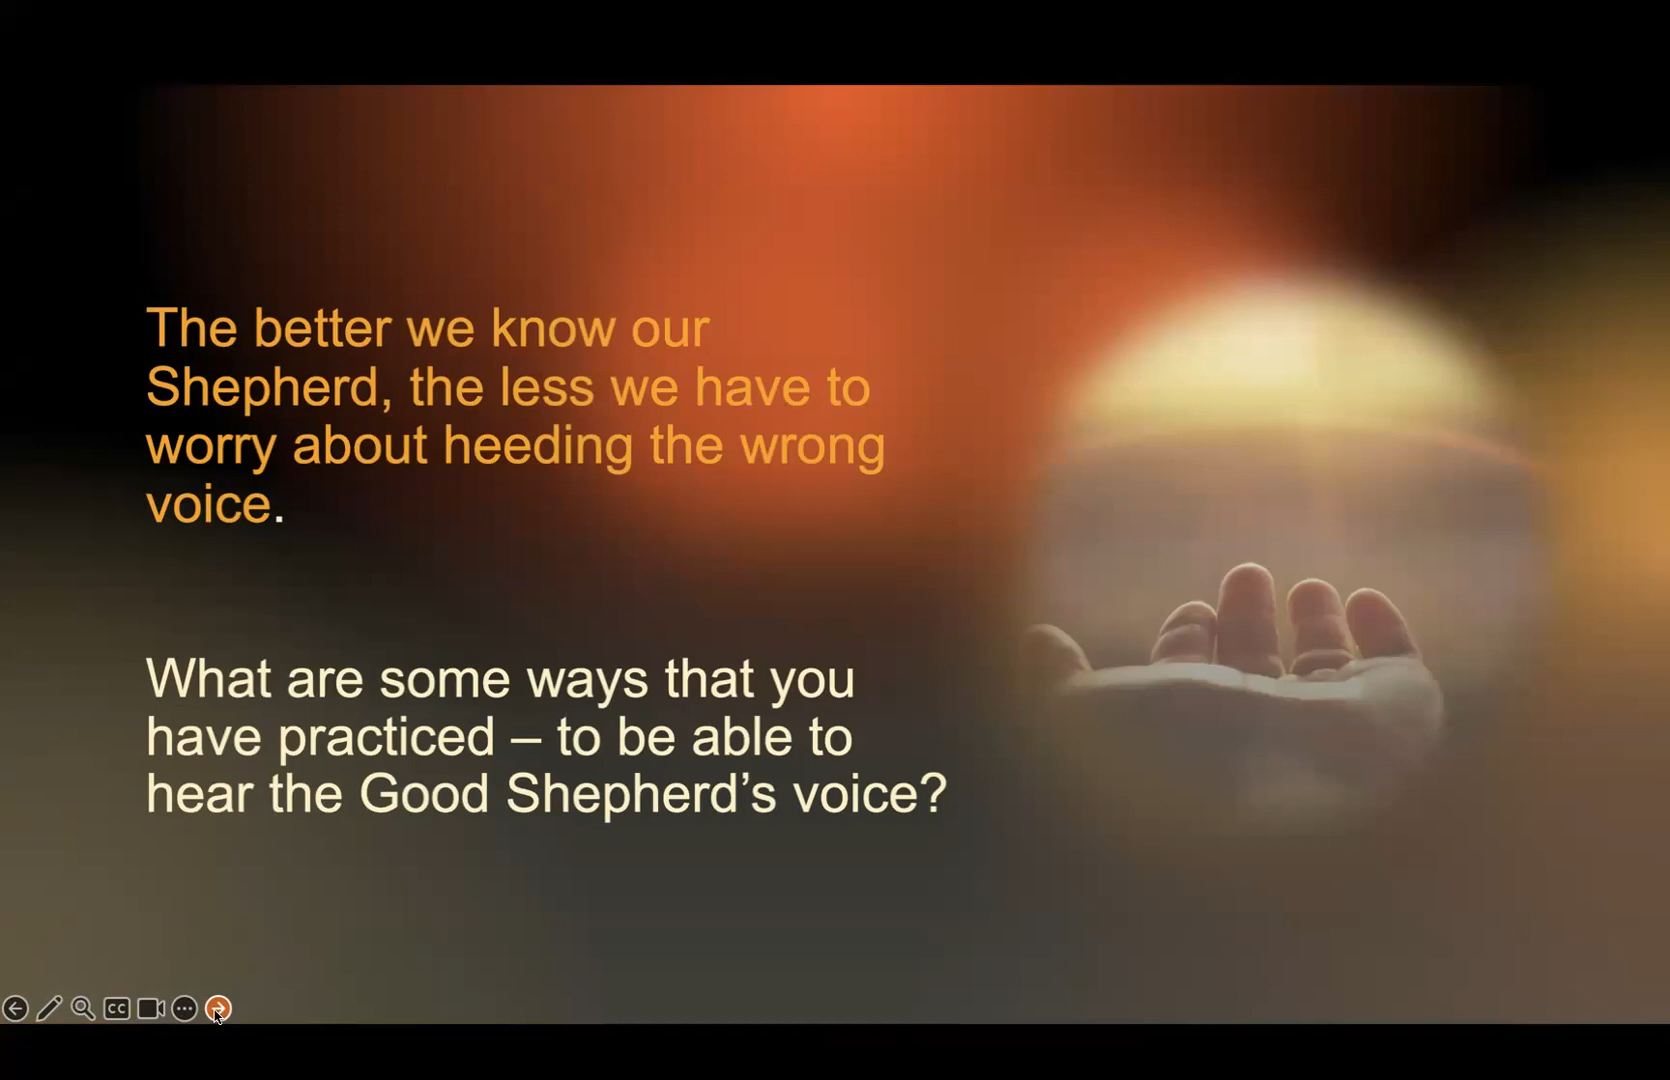 The better we know our
Shepherd, the less we have to
worry about heeding the wrong
voice.
What are some ways that you
have practiced – to be able to
hear the Good Shepherd’s voice?
CC